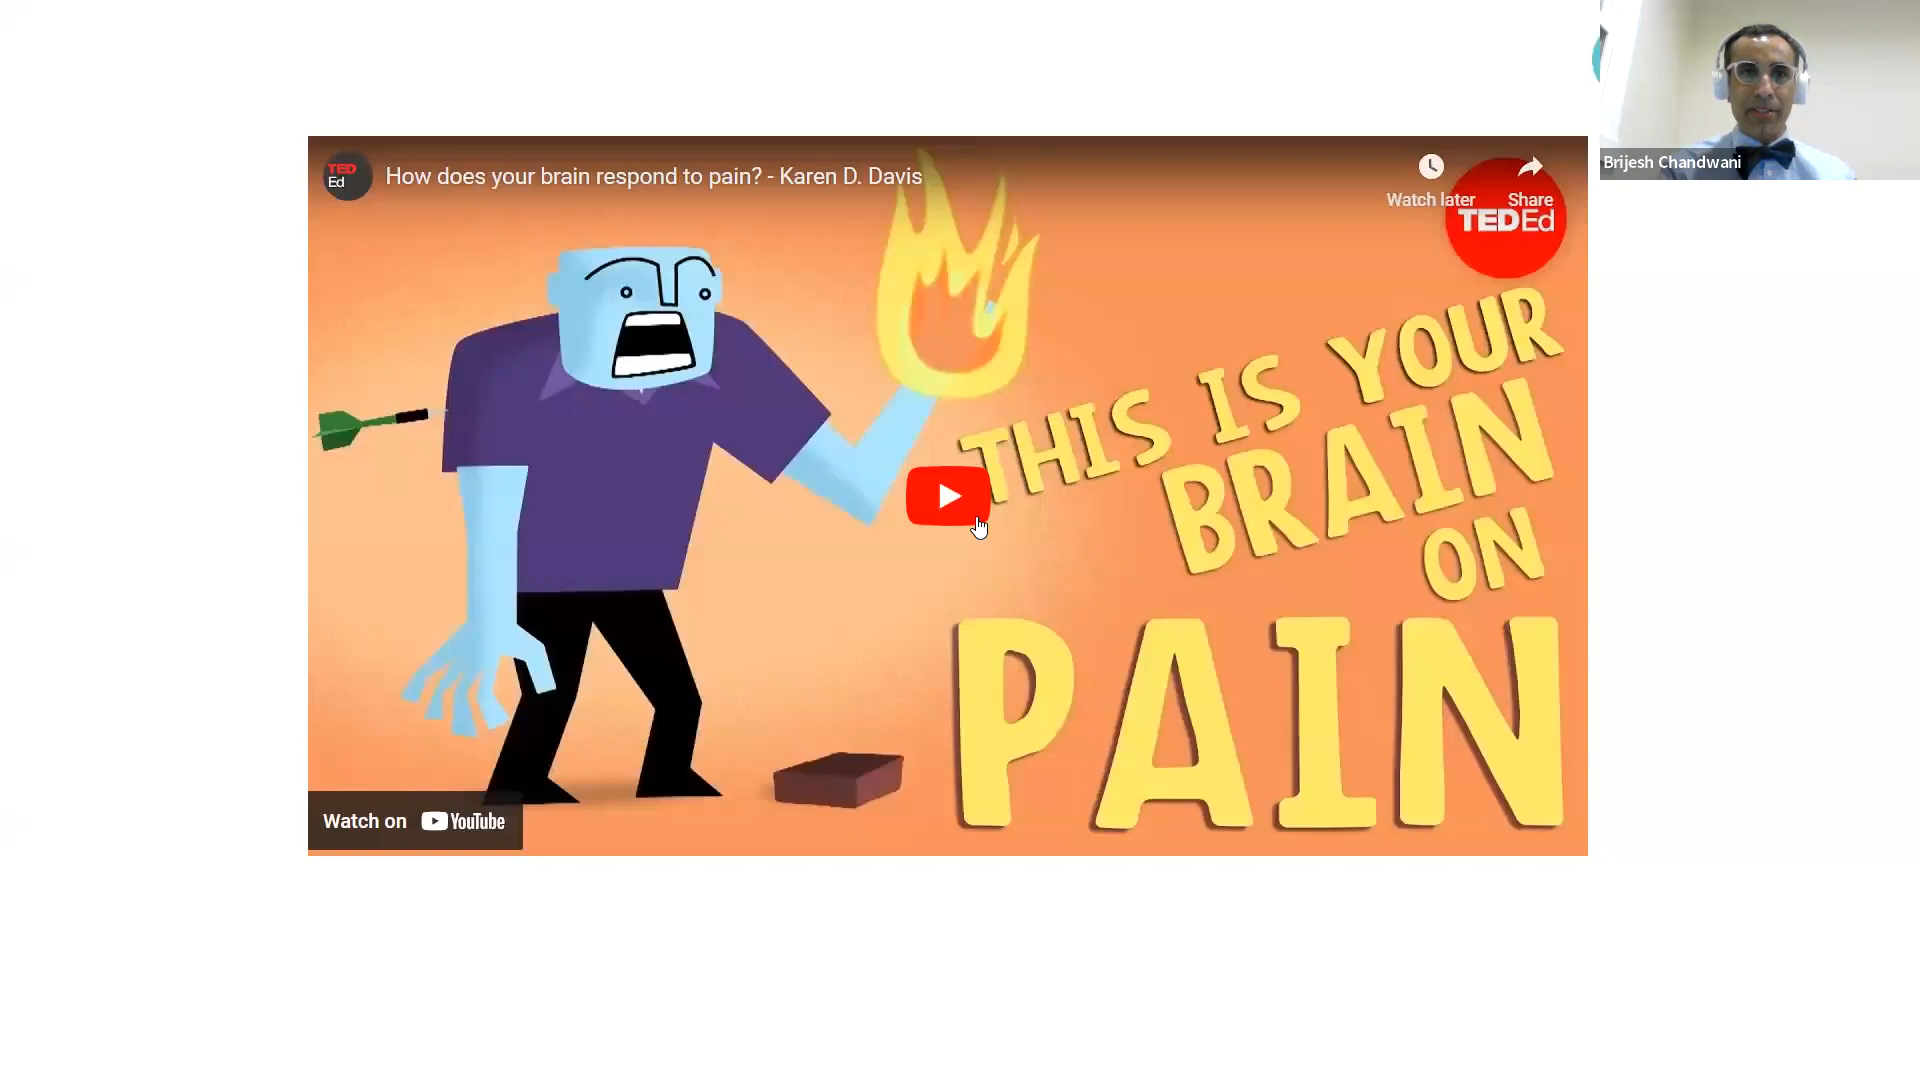 TED
Ed
How does your brain respond to pain? - Karen D. Davis
Watch later
Share
TEDEd
Brijesh Chandwani
THIS IS YOUR
BRAIN
ON
PAIN
Watch on YouTube